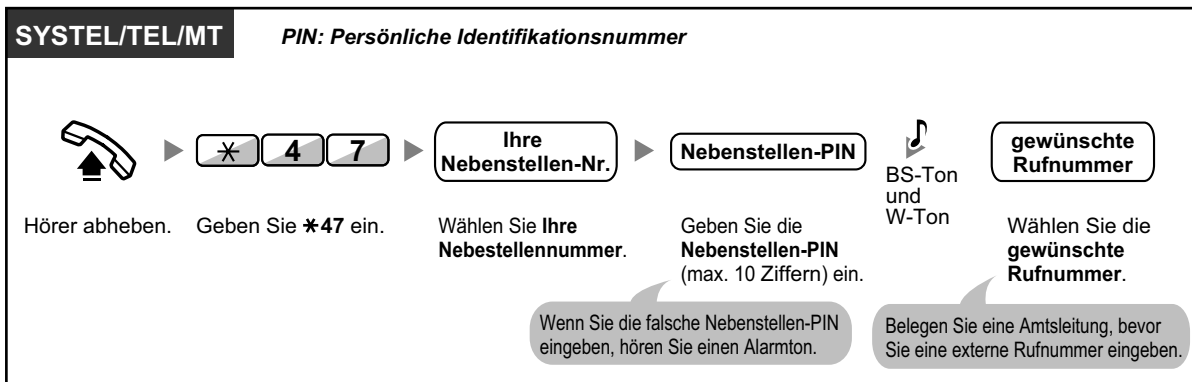 SYSTEL/TEL/MT
PIN: Persönliche Identifikationsnummer
Hörer abheben.
* 4 7
Geben Sie *47 ein.
Ihre
Nebenstellen-Nr.
Wählen Sie Ihre
Nebestellennummer.
Nebenstellen-PIN
Geben Sie die
Nebenstellen-PIN
(max. 10 Ziffern) ein.
Wenn Sie die falsche Nebenstellen-PIN
eingeben, hören Sie einen Alarmton.
BS-Ton
und
W-Ton
gewünschte
Rufnummer
Wählen Sie die
gewünschte
Rufnummer.
Belegen Sie eine Amtsleitung, bevor
Sie eine externe Rufnummer eingeben.